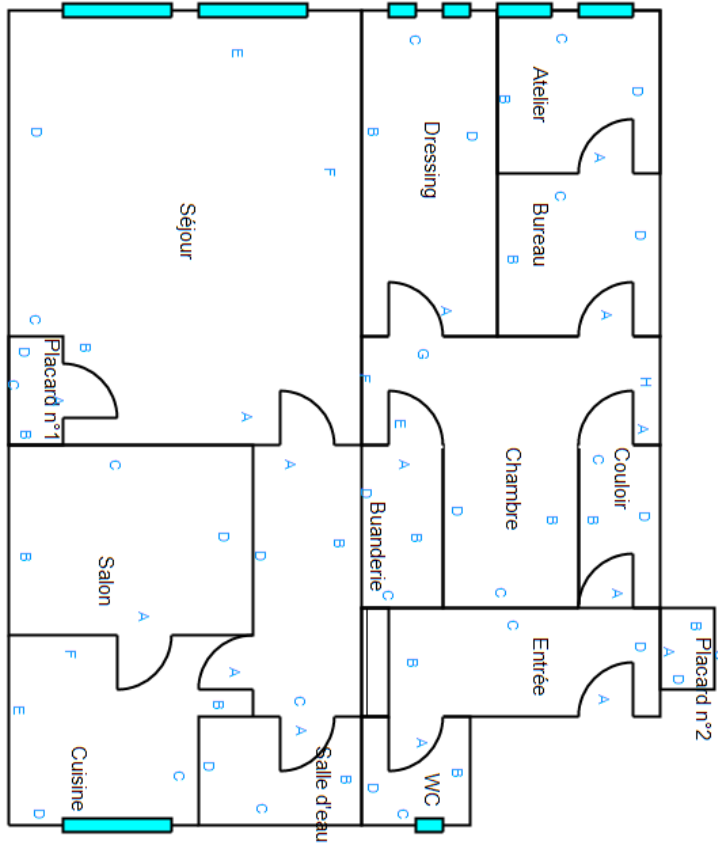 C
D
Atelier
B
A
C
D
Bureau
B
A
C
D
Dressing
B
A
H
A
G
F
E
Chambre
D
B
C
C
D
Couloir
B
A
B
Placard n°2
A
D
C
D
Entrée
B
A
A
Buanderie
B
C
D
A
B
WC
D
C
E
D
F
Séjour
C
B
A
D
Placard n°1
C
A
B
C
D
Salon
B
A
A
B
D
C
F
A
E
B
Cuisine
C
D
A
Salle d'eau
B
D
C